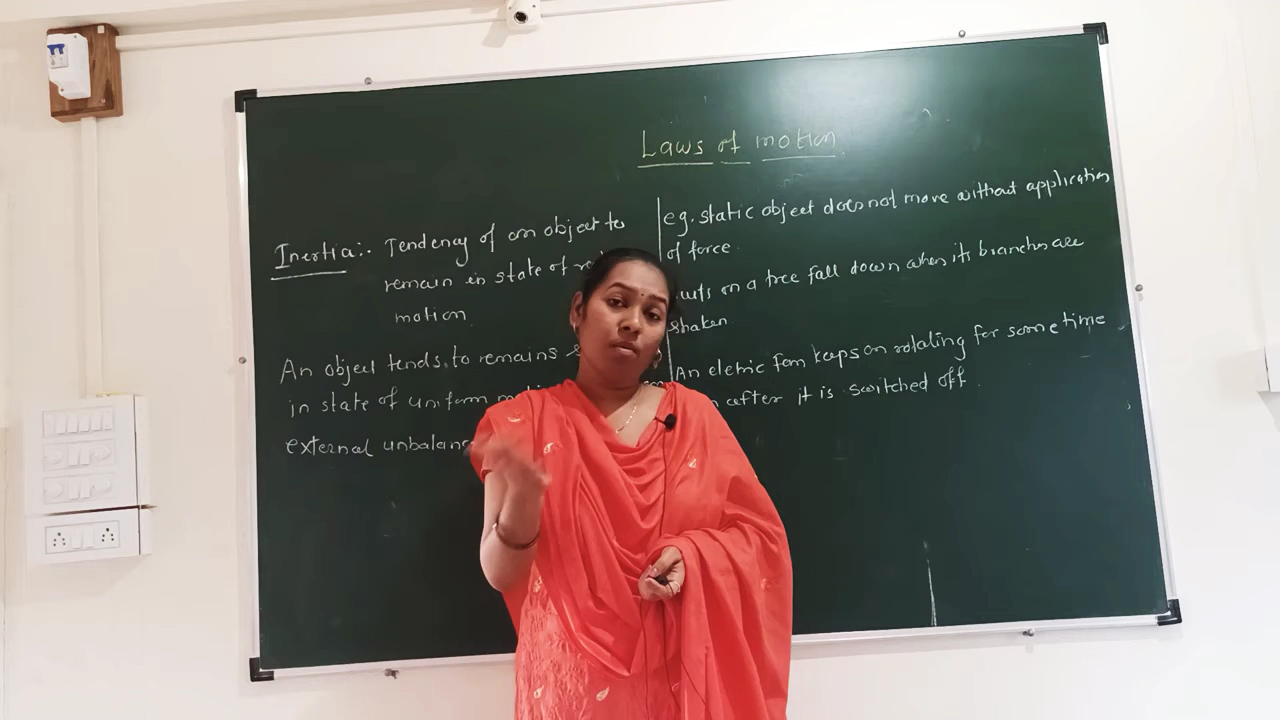 Laws of motion
Inertia:- Tendency of an object to
remain in state of
motion
An object tends to remains
in state of uniform
external
eg. static object does not move without application
of force.
on a tree fall down when its branches are
shaken
An eletric fan keeps on rotating for some time
after it is switched off.